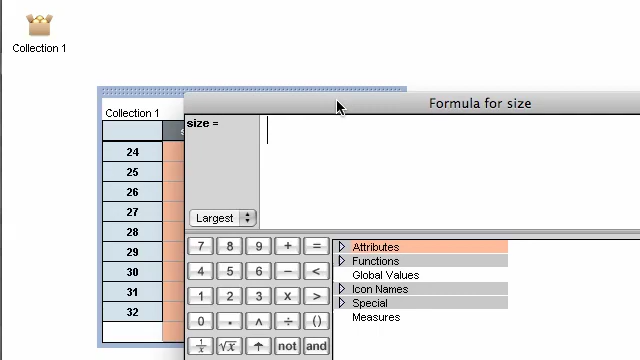 Collection 1
Formula for size
Collection 1
size =
24
25
26
27
28
29
30
31
32
Largest
7 8 9 + =
4 5 6 − <
1 2 3 x >
0 . ∧ ÷ ()
1/x √x ↑ not and
Attributes
Functions
Global Values
Icon Names
Special
Measures